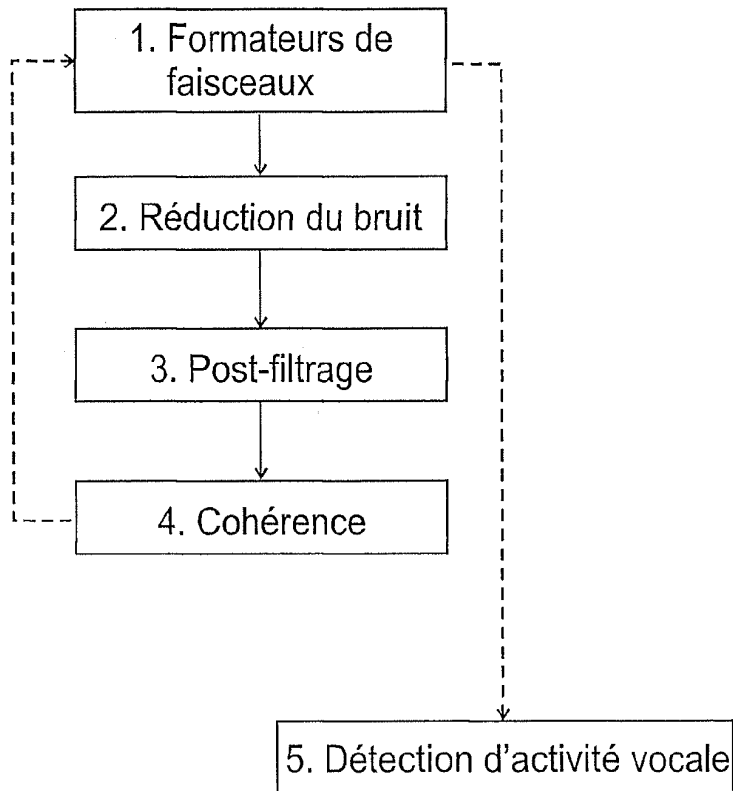 1. Formateurs de
faisceaux
2. Réduction du bruit
3. Post-filtrage
4. Cohérence
5. Détection d'activité vocale